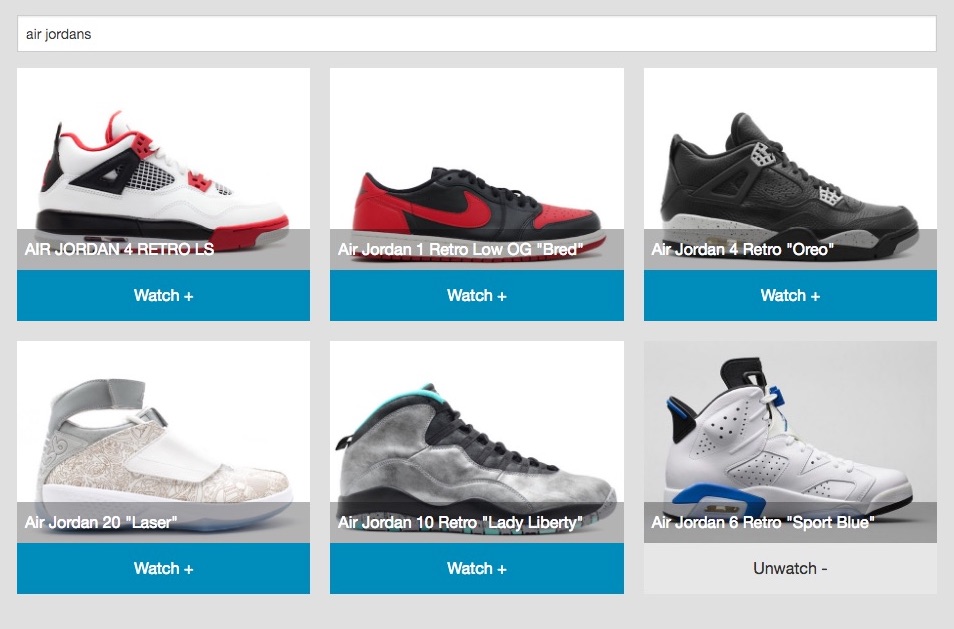 air jordans
AIR JORDAN 4 RETRO LS
Air Jordan 1 Retro Low OG "Bred"
Air Jordan 4 Retro "Oreo"
Watch +
Watch +
Watch +
Air Jordan 20 "Laser"
Air Jordan 10 Retro "Lady Liberty"
Air Jordan 6 Retro "Sport Blue"
Watch +
Watch +
Unwatch -